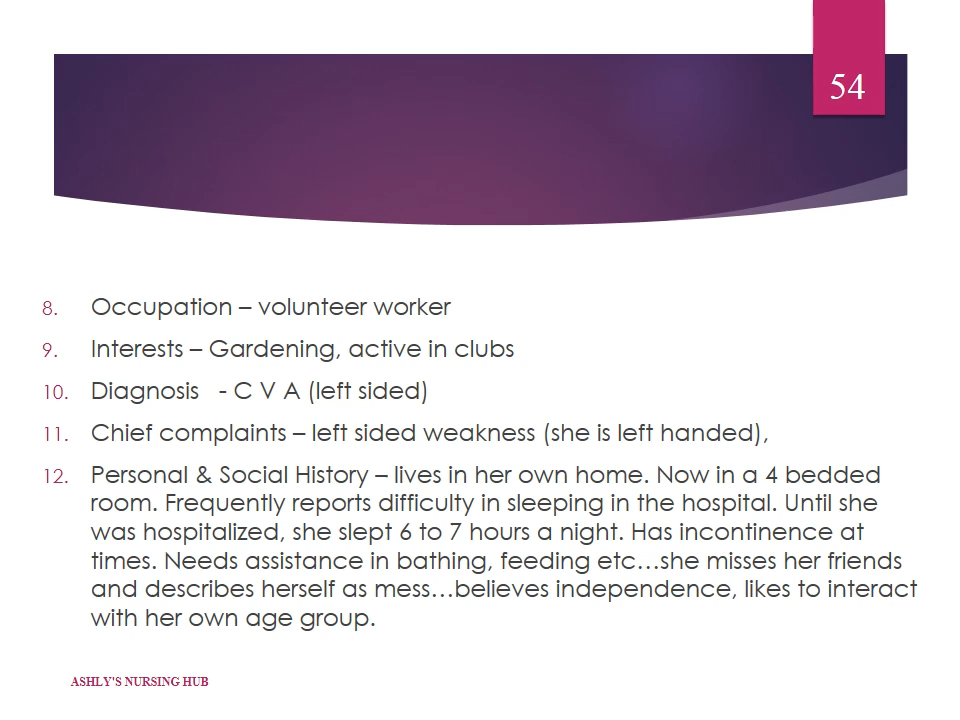 54
8. Occupation – volunteer worker
9. Interests – Gardening, active in clubs
10. Diagnosis - C V A (left sided)
11. Chief complaints – left sided weakness (she is left handed),
12. Personal & Social History – lives in her own home. Now in a 4 bedded
room. Frequently reports difficulty in sleeping in the hospital. Until she
was hospitalized, she slept 6 to 7 hours a night. Has incontinence at
times. Needs assistance in bathing, feeding etc…she misses her friends
and describes herself as mess…believes independence, likes to interact
with her own age group.
ASHLY'S NURSING HUB